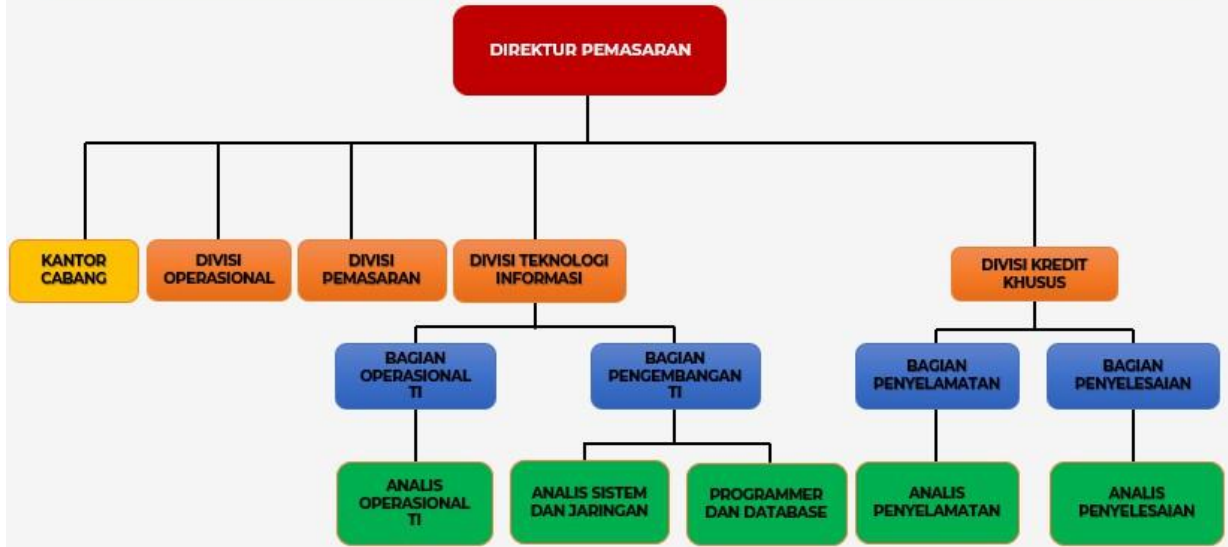 DIREKTUR PEMASARAN
KANTOR
CABANG
DIVISI
OPERASIONAL
DIVISI
PEMASARAN
DIVISI TEKNOLOGI
INFORMASI
DIVISI KREDIT
KHUSUS
BAGIAN
OPERASIONAL
TI
BAGIAN
PENGEMBANGAN
TI
BAGIAN
PENYELAMATAN
BAGIAN
PENYELESAIAN
ANALIS
OPERASIONAL
TI
ANALIS SISTEM
DAN JARINGAN
PROGRAMMER
DAN DATABASE
ANALIS
PENYELAMATAN
ANALIS
PENYELESAIAN